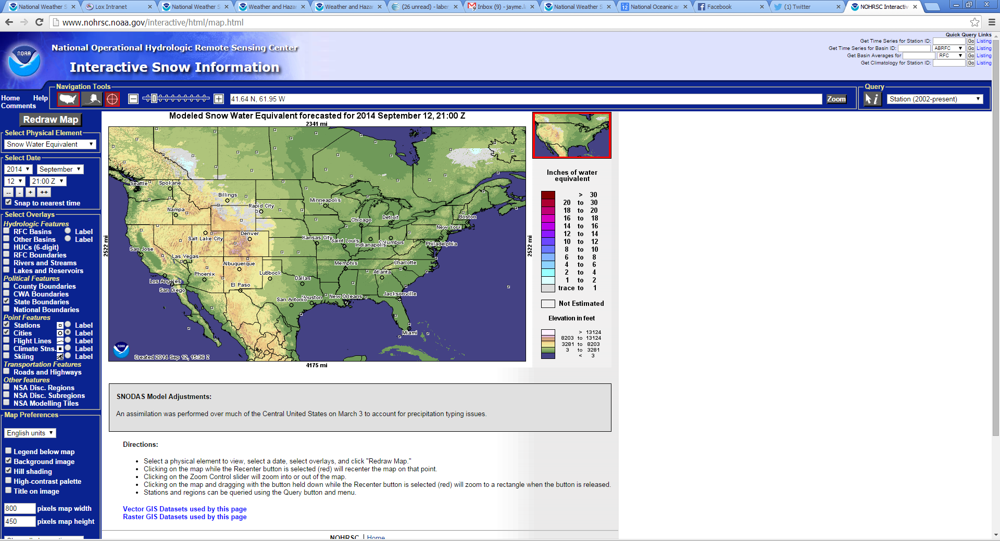 National Weather S
Lox Intranet
National Weather S
Weather and Haza
Weather and Haza
(26 unread) - laber
Inbox (9) - jayme.l
National Weather S
National Oceanic a
Facebook
(1) Twitter
NOHRSC Interactiv
www.nohrsc.noaa.gov/interactive/html/map.html
NOAA
National Operational Hydrologic Remote Sensing Center
Interactive Snow Information
Quick Query Links
Get Time Series for Station ID: Go Listing
Get Time Series for Basin ID: ABRFC Go Listing
Get Basin Averages for RFC Go Listing
Get Climatology for Station ID: Go Listing
Home Help
Comments
Navigation Tools
41.64 N, 61.95 W
Zoom
Query
Station (2002-present)
Redraw Map
Select Physical Element
Snow Water Equivalent
Select Date
2014 September
12 21:00 Z
-- - + ++
Snap to nearest time
Select Overlays
Hydrologic Features
RFC Basins Label
Other Basins Label
HUCs (6-digit)
RFC Boundaries
Rivers and Streams
Lakes and Reservoirs
Political Features
County Boundaries
CWA Boundaries
State Boundaries
National Boundaries
Point Features
Stations Label
Cities Label
Flight Lines Label
Climate Stns. Label
Skiing Label
Transportation Features
Roads and Highways
Other features
NSA Disc. Regions
NSA Disc. Subregions
NSA Modelling Tiles
Map Preferences
English units
Legend below map
Background image
Hill shading
High-contrast palette
Title on image
800 pixels map width
450 pixels map height
Modeled Snow Water Equivalent forecasted for 2014 September 12, 21:00 Z
2341 mi
2522 mi
2522 mi
4175 mi
Seattle
Spokane
Billings
Rapid City
Minneapolis
Nampa
Chicago
Detroit
Boston
New York
Salt Lake City
Denver
Kansas City
Saint Louis
Indianapolis
Columbus
Philadelphia
San Jose
Las Vegas
Albuquerque
Memphis
Charlotte
Phoenix
Lubbock
Dallas
Atlanta
Los Angeles
San Diego
El Paso
San Antonio
Houston
New Orleans
Jacksonville
Miami
NOAA
Created 2014 Sep 12, 15:36 Z
Inches of water
equivalent
> 30
20 to 30
18 to 20
16 to 18
14 to 16
12 to 14
10 to 12
8 to 10
6 to 8
4 to 6
2 to 4
1 to 2
trace to 1
Not Estimated
Elevation in feet
> 13124
8203 to 13124
3281 to 8203
3 to 3281
< 3
SNODAS Model Adjustments:
An assimilation was performed over much of the Central United States on March 3 to account for precipitation typing issues.
Directions:
• Select a physical element to view, select a date, select overlays, and click "Redraw Map."
• Clicking on the map while the Recenter button is selected (red) will recenter the map on that point.
• Clicking on the Zoom Control slider will zoom into or out of the map.
• Clicking on the map and dragging with the button held down while the Recenter button is selected (red) will zoom to a rectangle when the button is released.
• Stations and regions can be queried using the Query button and menu.
Vector GIS Datasets used by this page
Raster GIS Datasets used by this page
NOHRSC | Home